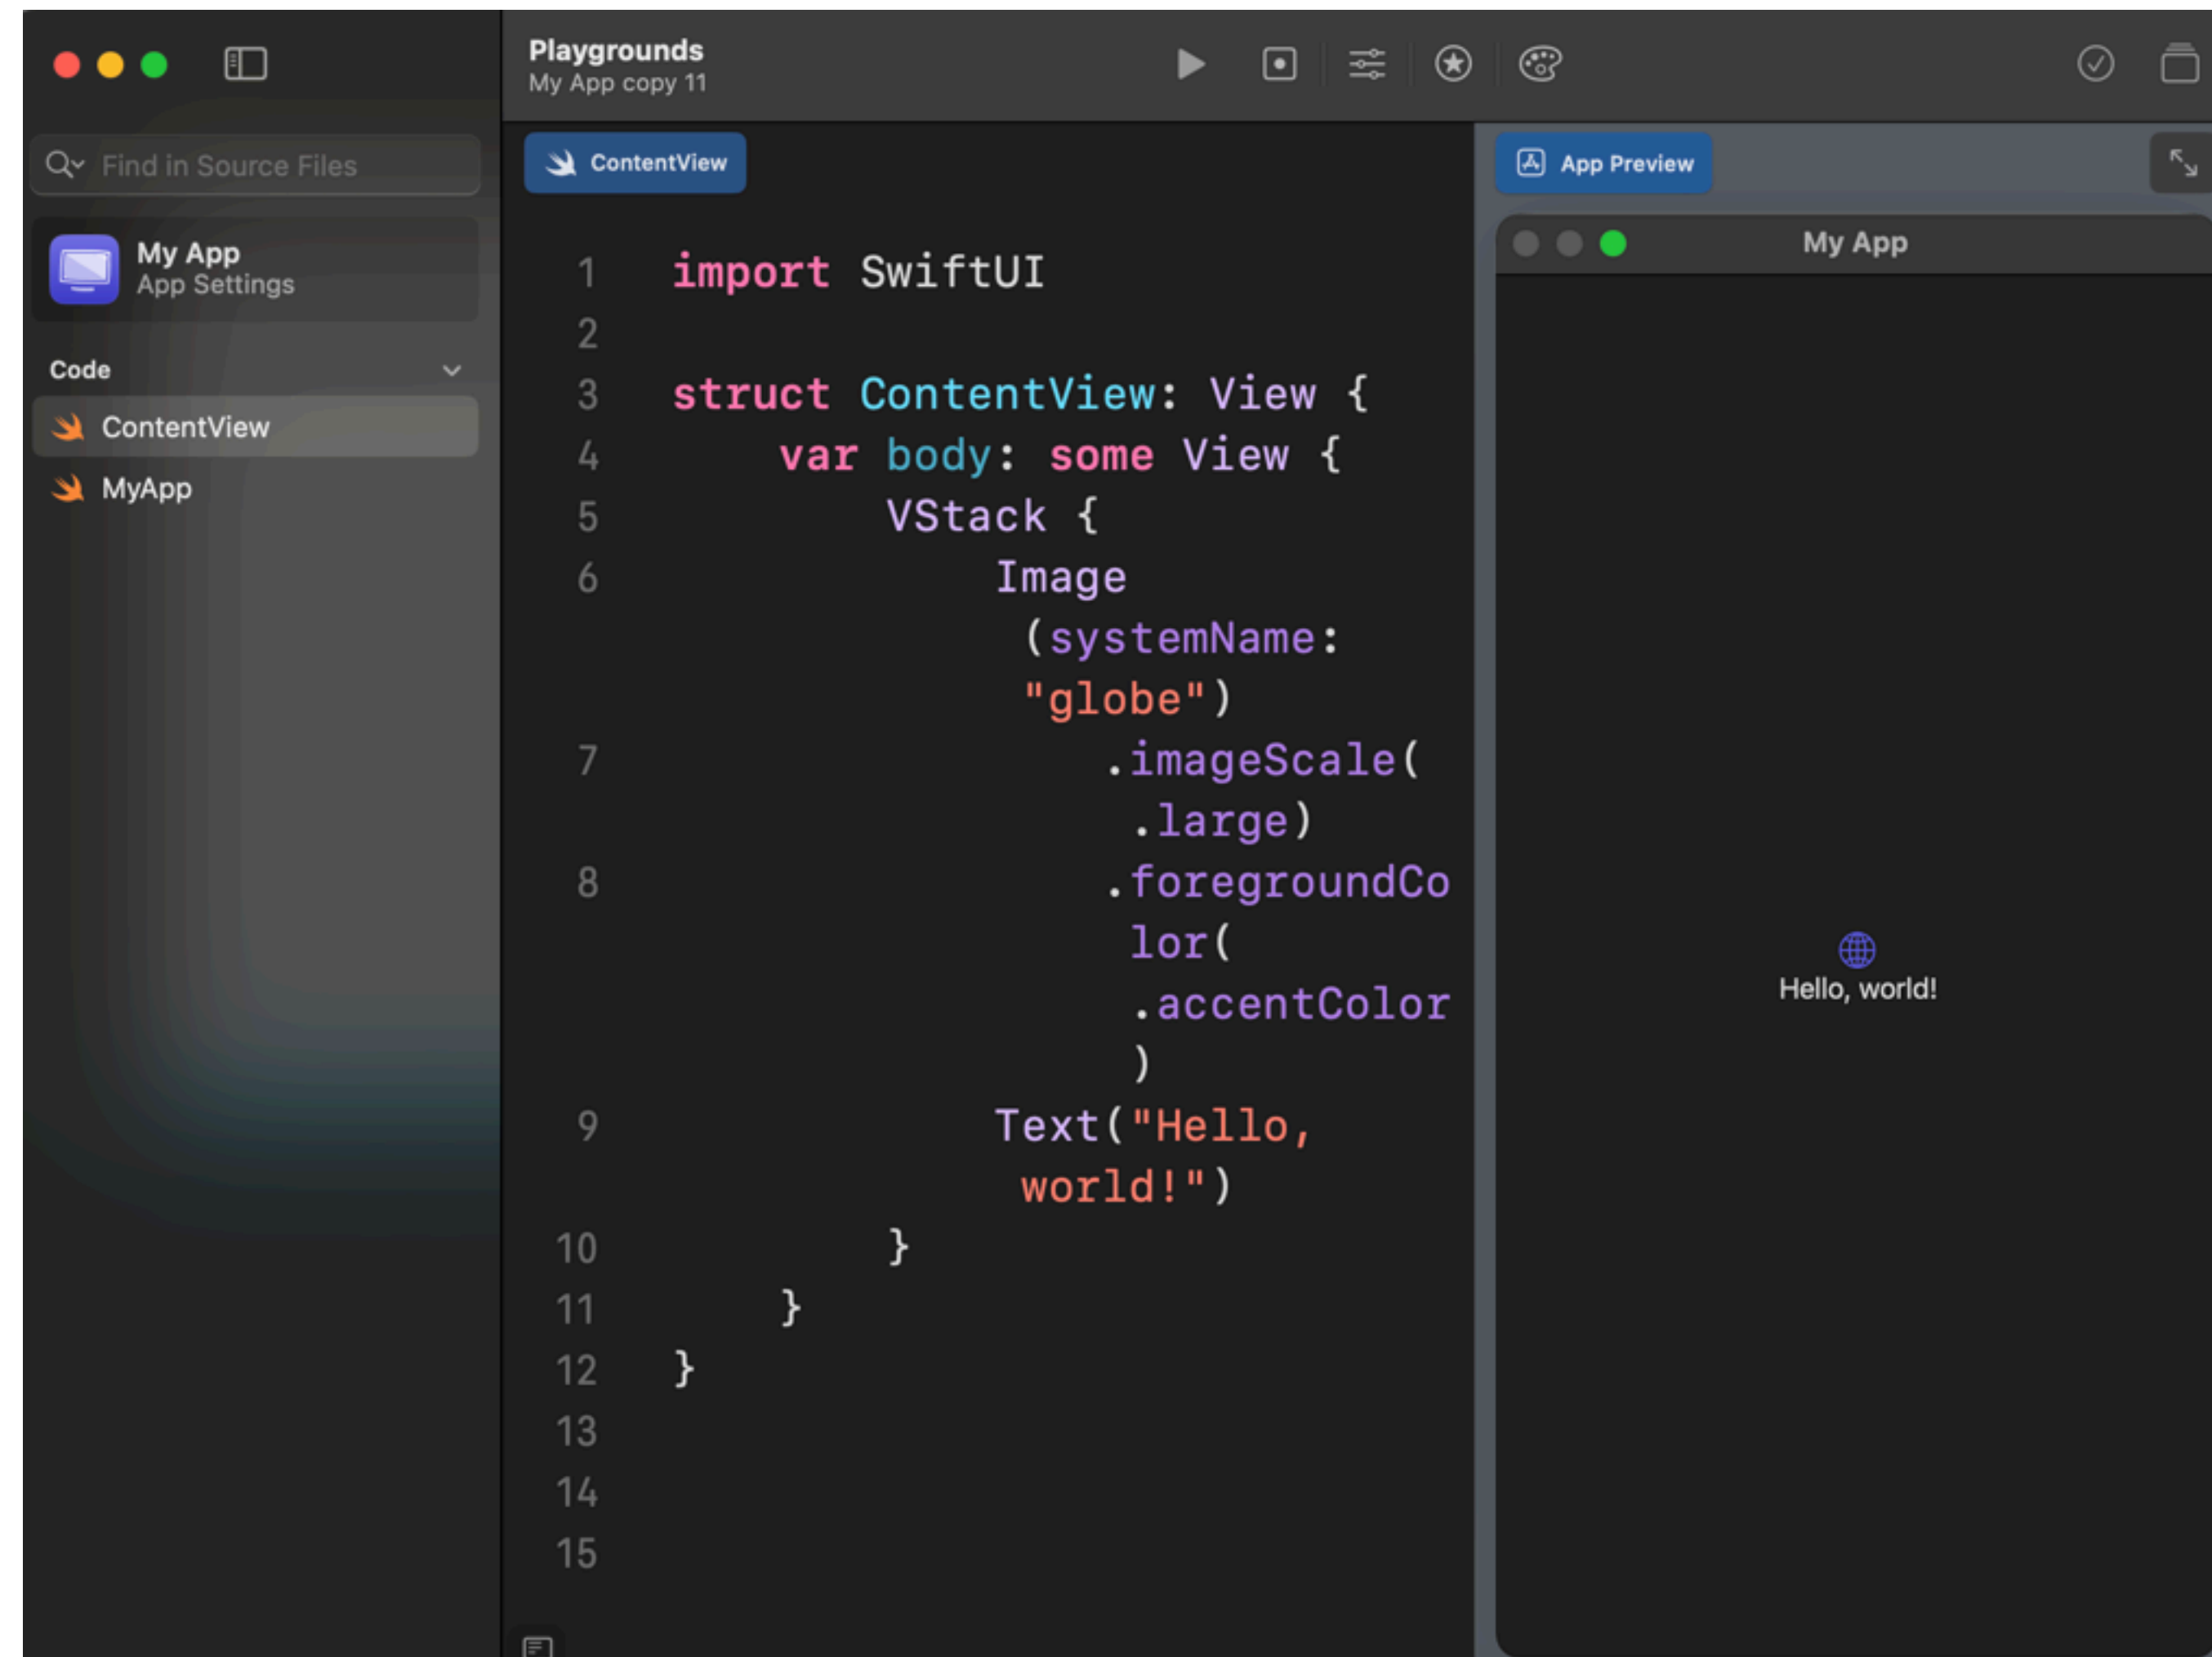 Playgrounds
My App copy 11
Find in Source Files
My App
App Settings
Code
ContentView
MyApp
ContentView
1 import SwiftUI
2
3 struct ContentView: View {
4 var body: some View {
5 VStack {
6 Image
(systemName:
"globe")
7 .imageScale(
.large)
8 .foregroundCo
lor(
.accentColor
)
9 Text("Hello,
world!")
10 }
11 }
12 }
13
14
15
App Preview
My App
Hello, world!